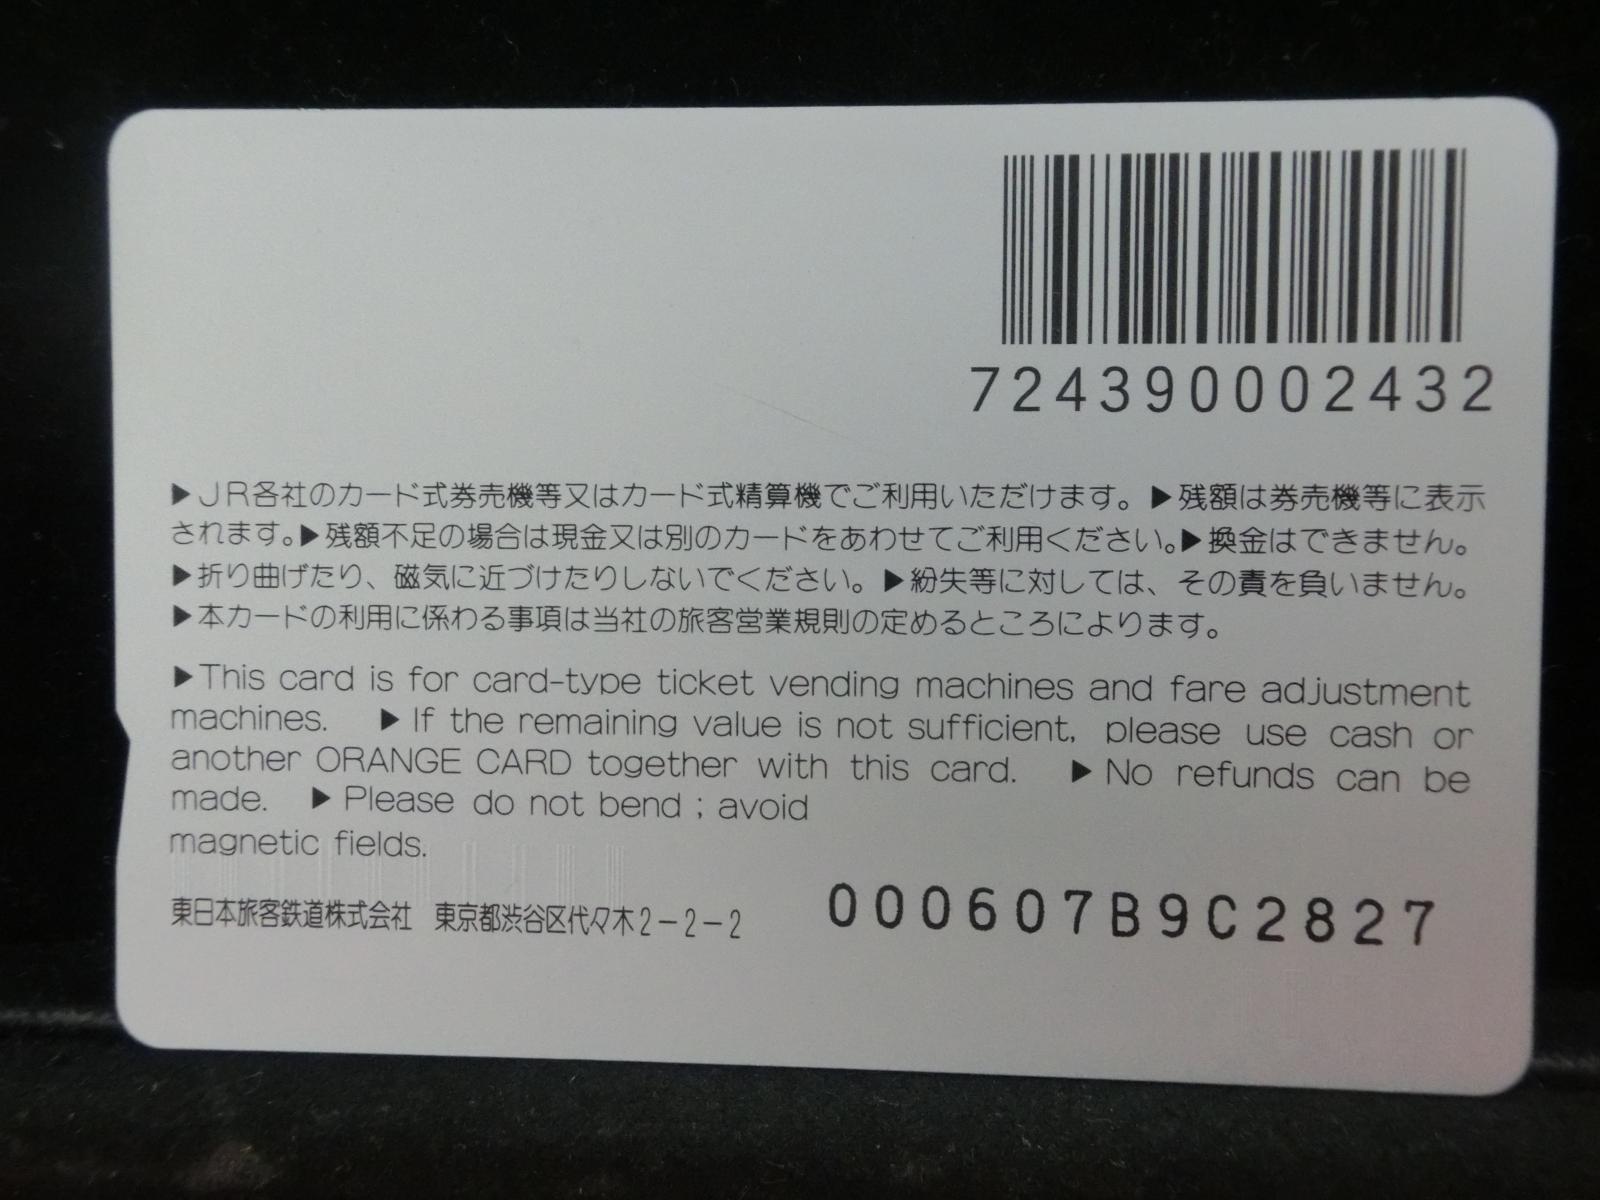 724390002432
▶JR各社のカード式券売機等又はカード式精算機でご利用いただけます。▶残額は券売機等に表示
されます。▶残額不足の場合は現金又は別のカードをあわせてご利用ください。▶換金はできません。
▶折り曲げたり、磁気に近づけたりしないでください。▶紛失等に対しては、その責を負いません。
▶本カードの利用に係わる事項は当社の旅客営業規則の定めるところによります。
▶This card is for card-type ticket vending machines and fare adjustment
machines. ▶If the remaining value is not sufficient, please use cash or
another ORANGE CARD together with this card. ▶No refunds can be
made. ▶Please do not bend ; avoid
magnetic fields.
東日本旅客鉄道株式会社 東京都渋谷区代々木2-2-2
000607B9C2827